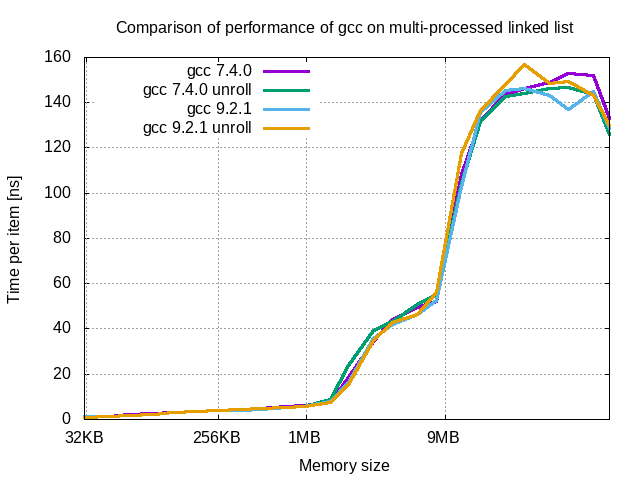 Comparison of performance of gcc on multi-processed linked list
160
140
120
100
80
60
40
20
0
Time per item [ns]
gcc 7.4.0
gcc 7.4.0 unroll
gcc 9.2.1
gcc 9.2.1 unroll
32KB 256KB 1MB 9MB
Memory size